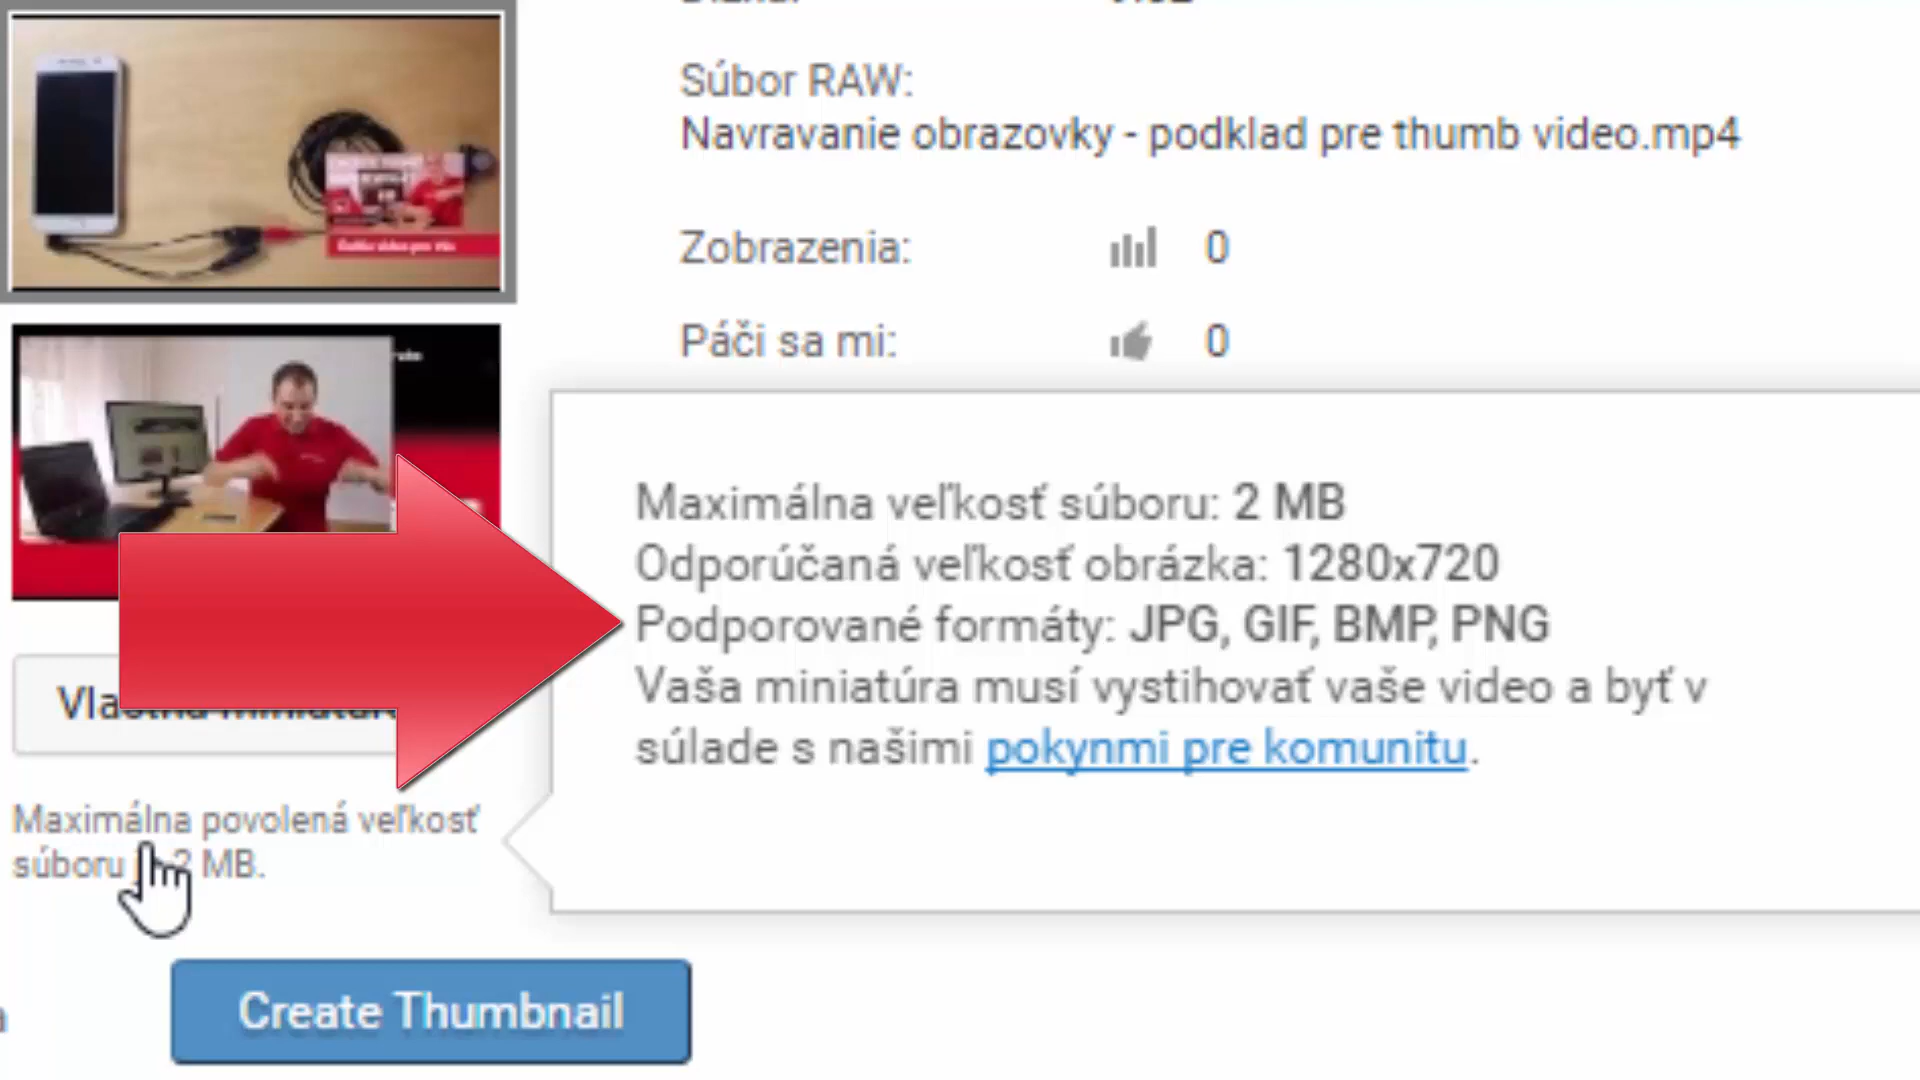 Súbor RAW:
Navravanie obrazovky - podklad pre thumb video.mp4
Zobrazenia: 0
Páči sa mi: 0
Maximálna veľkosť súboru: 2 MB
Odporúčaná veľkosť obrázka: 1280x720
Podporované formáty: JPG, GIF, BMP, PNG
Vaša miniatúra musí vystihovať vaše video a byť v
súlade s našimi pokynmi pre komunitu.
Maximálna povolená veľkosť
súboru 2 MB.
Create Thumbnail